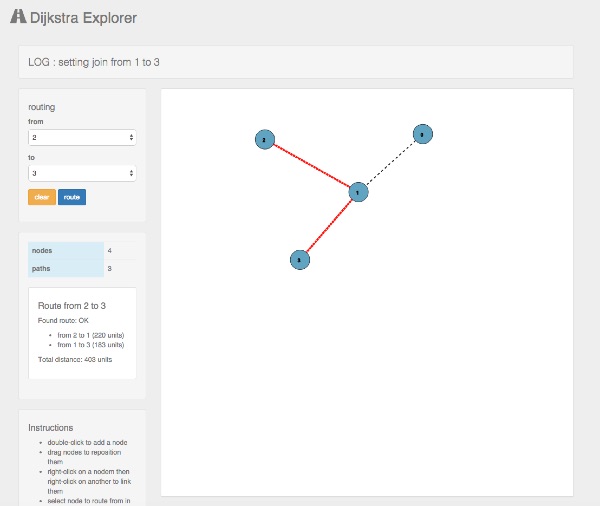 Dijkstra Explorer
LOG : setting join from 1 to 3
routing
from
2
to
3
clear route
nodes 4
paths 3
Route from 2 to 3
Found route: OK
from 2 to 1 (220 units)
from 1 to 3 (183 units)
Total distance: 403 units
Instructions
double-click to add a node
drag nodes to reposition
them
right-click on a nodem then
right-click on another to link
them
select node to route from in
1